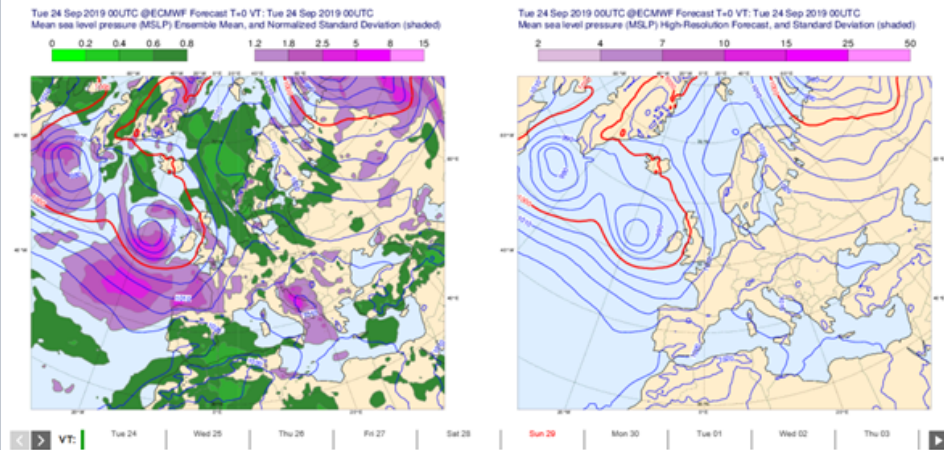 Tue 24 Sep 2019 00UTC @ECMWF Forecast T+0 VT: Tue 24 Sep 2019 00UTC
Mean sea level pressure (MSLP) Ensemble Mean, and Normalized Standard Deviation (shaded)
0 0.2 0.4 0.6 0.8 1.2 1.8 2.5 5 8 15
Tue 24 Sep 2019 00UTC @ECMWF Forecast T+0 VT: Tue 24 Sep 2019 00UTC
Mean sea level pressure (MSLP) High-Resolution Forecast, and Standard Deviation (shaded)
2 4 7 10 15 25 50
VT: Tue 24 Wed 25 Thu 26 Fri 27 Sat 28 Sun 29 Mon 30 Tue 01 Wed 02 Thu 03